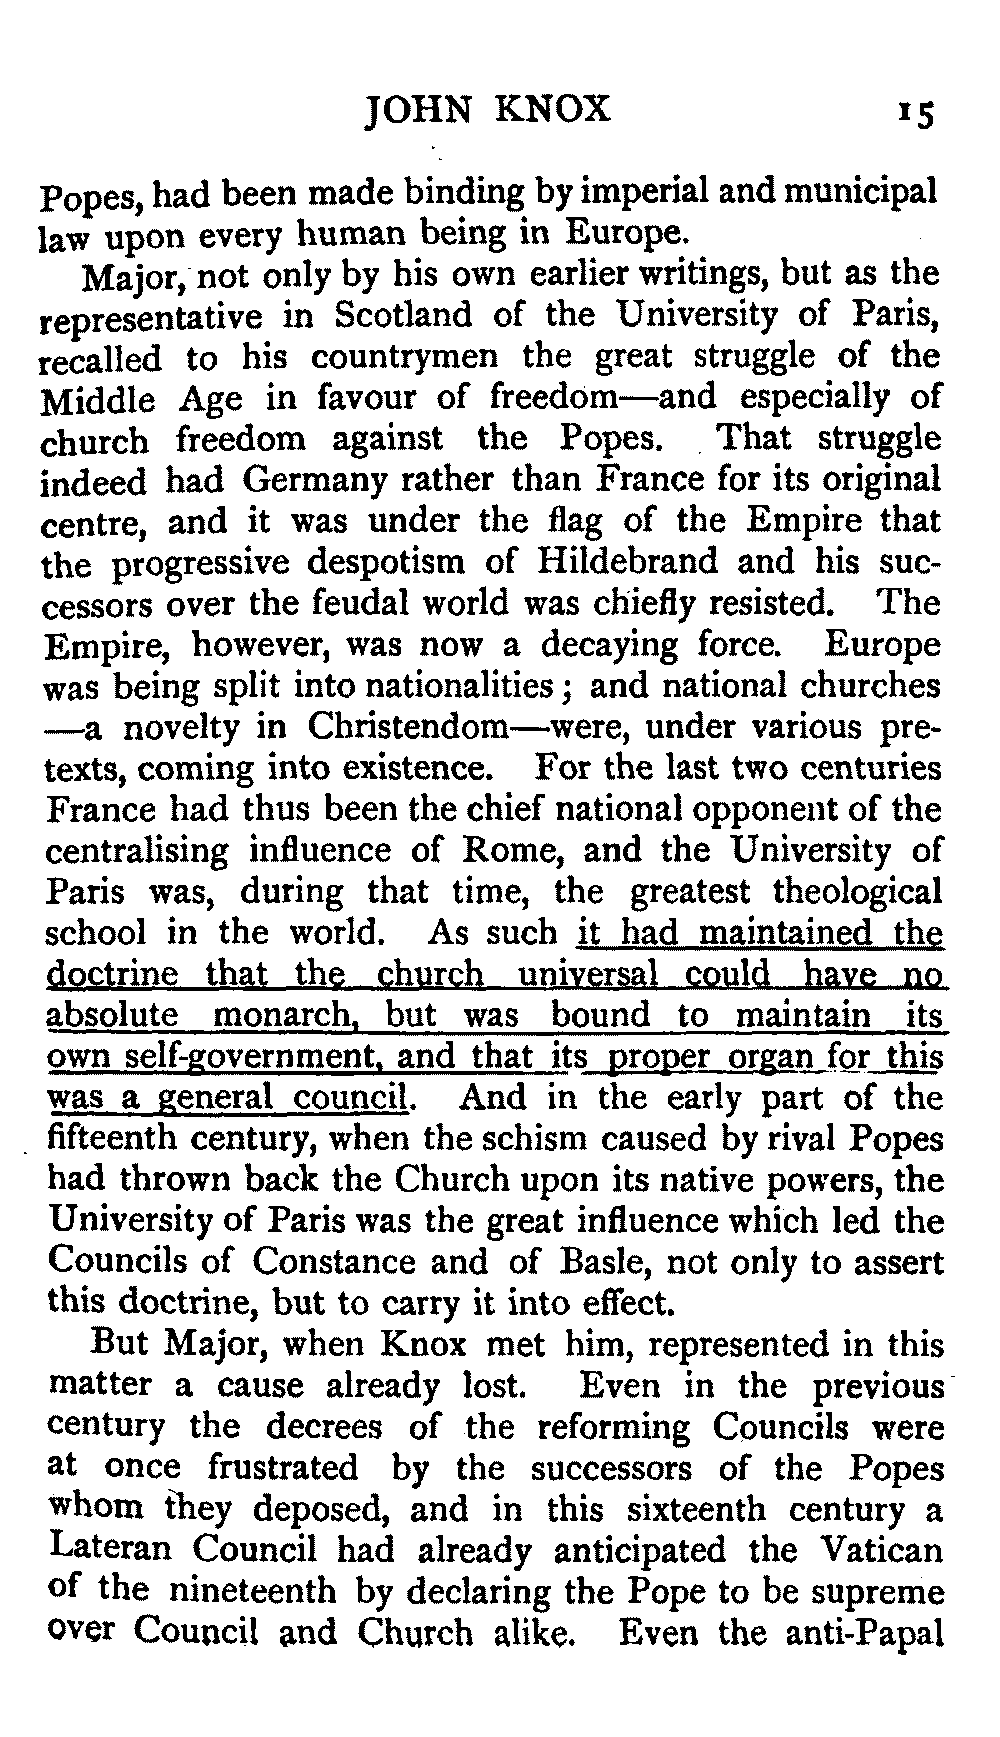 JOHN KNOX 15
Popes, had been made binding by imperial and municipal
law upon every human being in Europe.
Major, not only by his own earlier writings, but as the
representative in Scotland of the University of Paris,
recalled to his countrymen the great struggle of the
Middle Age in favour of freedom—and especially of
church freedom against the Popes. That struggle
indeed had Germany rather than France for its original
centre, and it was under the flag of the Empire that
the progressive despotism of Hildebrand and his suc-
cessors over the feudal world was chiefly resisted. The
Empire, however, was now a decaying force. Europe
was being split into nationalities; and national churches
—a novelty in Christendom—were, under various pre-
texts, coming into existence. For the last two centuries
France had thus been the chief national opponent of the
centralising influence of Rome, and the University of
Paris was, during that time, the greatest theological
school in the world. As such it had maintained the
doctrine that the church universal could have no
absolute monarch, but was bound to maintain its
own self-government, and that its proper organ for this
was a general council. And in the early part of the
fifteenth century, when the schism caused by rival Popes
had thrown back the Church upon its native powers, the
University of Paris was the great influence which led the
Councils of Constance and of Basle, not only to assert
this doctrine, but to carry it into effect.
But Major, when Knox met him, represented in this
matter a cause already lost. Even in the previous
century the decrees of the reforming Councils were
at once frustrated by the successors of the Popes
whom they deposed, and in this sixteenth century a
Lateran Council had already anticipated the Vatican
of the nineteenth by declaring the Pope to be supreme
over Council and Church alike. Even the anti-Papal